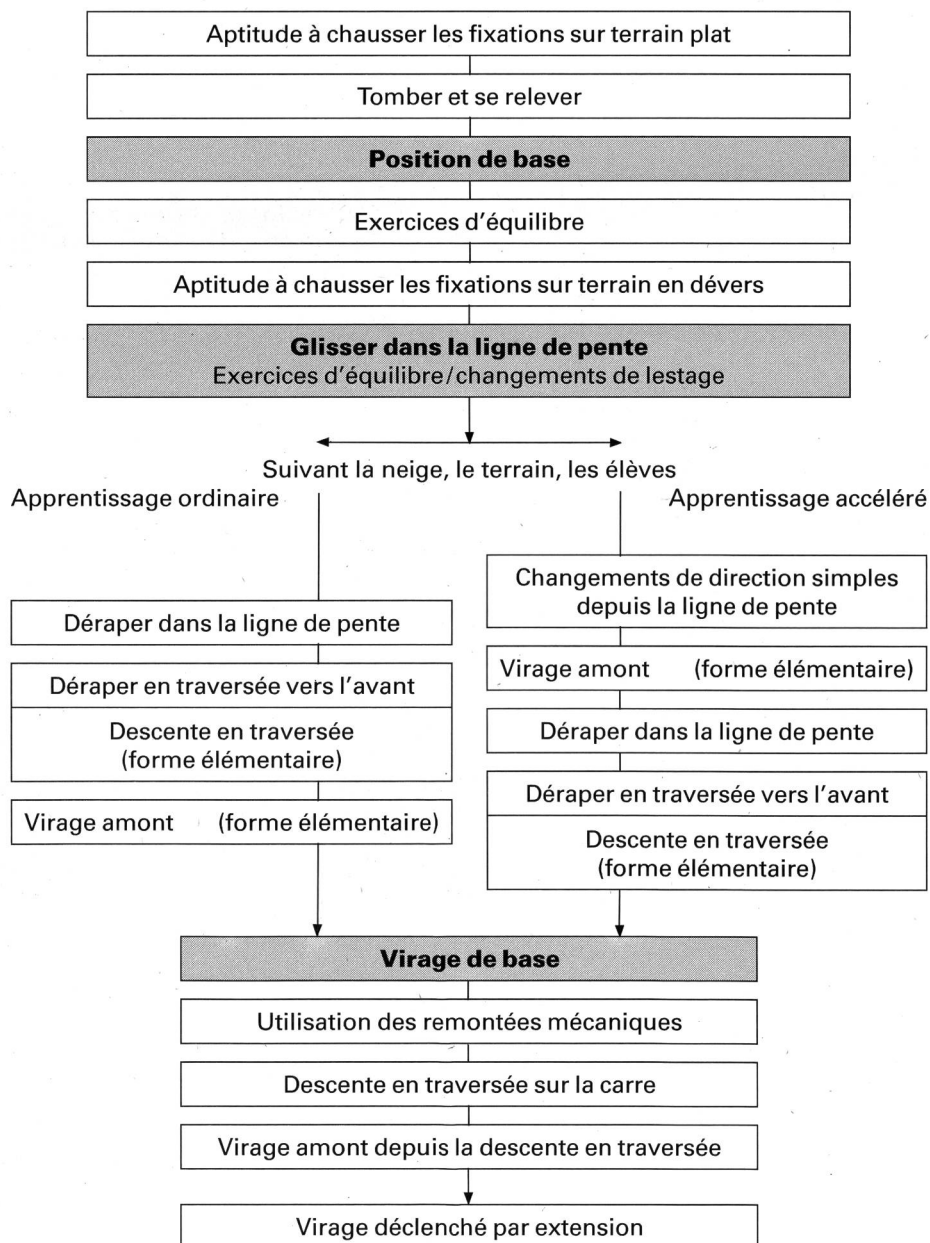 Aptitude à chausser les fixations sur terrain plat
Tomber et se relever
Position de base
Exercices d'équilibre
Aptitude à chausser les fixations sur terrain en dévers
Glisser dans la ligne de pente
Exercices d'équilibre/changements de lestage
Suivant la neige, le terrain, les élèves
Apprentissage ordinaire
Déraper dans la ligne de pente
Déraper en traversée vers l'avant
Descente en traversée
(forme élémentaire)
Virage amont (forme élémentaire)
Apprentissage accéléré
Changements de direction simples
depuis la ligne de pente
Virage amont (forme élémentaire)
Déraper dans la ligne de pente
Déraper en traversée vers l'avant
Descente en traversée
(forme élémentaire)
Virage de base
Utilisation des remontées mécaniques
Descente en traversée sur la carre
Virage amont depuis la descente en traversée
Virage déclenché par extension